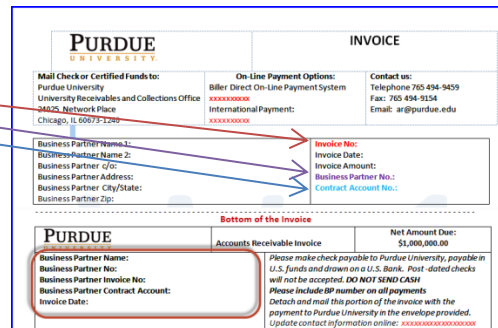 PURDUE
UNIVERSITY
INVOICE
Mail Check or Certified Funds to:
Purdue University
University Receivables and Collections Office
24025 Network Place
Chicago, IL 60673-1240
On-Line Payment Options:
Biller Direct On-Line Payment System
xxxxxxxxxx
International Payment:
xxxxxxxxxx
Contact us:
Telephone 765 494-9459
Fax: 765 494-9154
Email: ar@purdue.edu
Business Partner Name 1:
Business Partner Name 2:
Business Partner c/o:
Business Partner Address:
Business Partner City/State:
Business Partner Zip:
Invoice No:
Invoice Date:
Invoice Amount:
Business Partner No.:
Contract Account No.:
Bottom of the Invoice
PURDUE
UNIVERSITY
Accounts Receivable Invoice
Net Amount Due:
$1,000,000.00
Business Partner Name:
Business Partner No:
Business Partner Invoice No:
Business Partner Contract Account:
Invoice Date:
Please make check payable to Purdue University, payable in
U.S. funds and drawn on a U.S. Bank. Post-dated checks
will not be accepted. DO NOT SEND CASH
Please include BP number on all payments
Detach and mail this portion of the invoice with the
payment to Purdue University in the envelope provided.
Update contact information online: xxxxxxxxxxxxxxxxxx